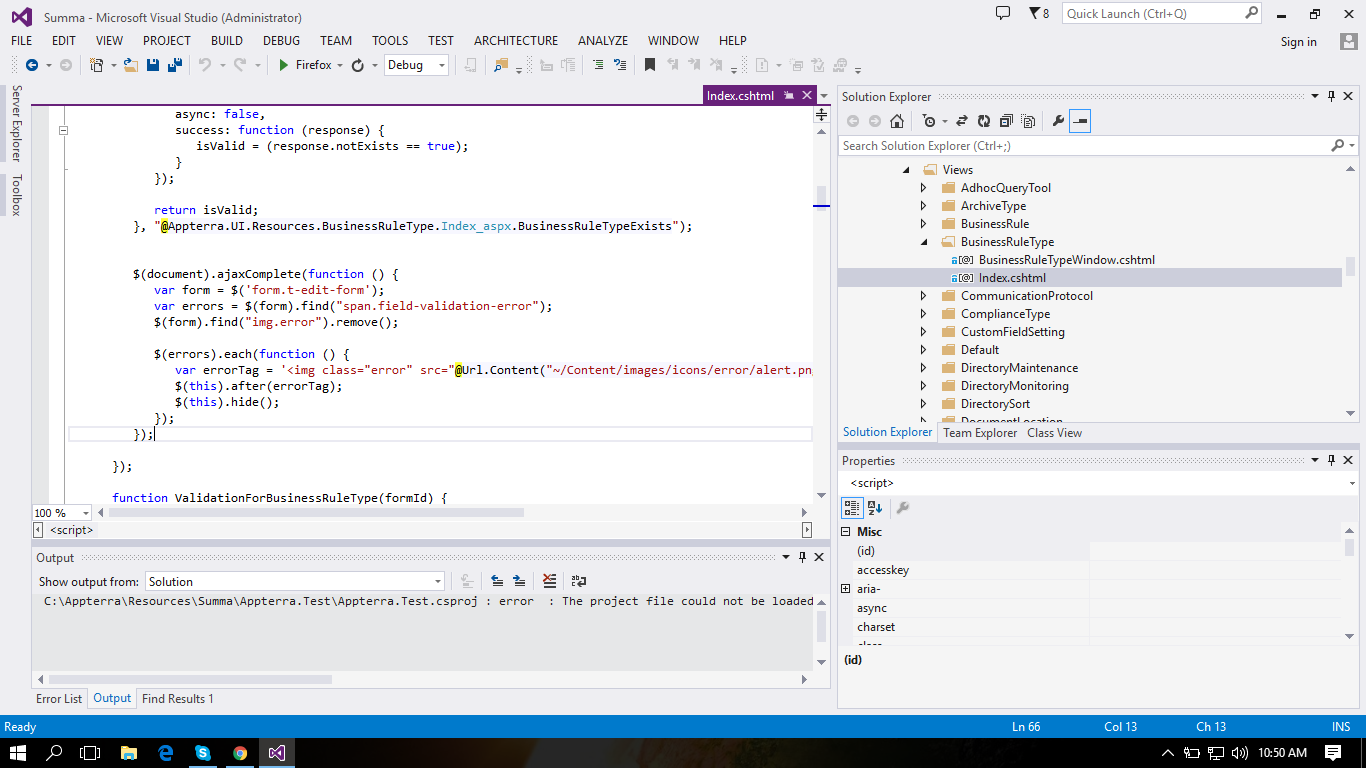 Summa - Microsoft Visual Studio (Administrator)
8
Quick Launch (Ctrl+Q)
FILE EDIT VIEW PROJECT BUILD DEBUG TEAM TOOLS TEST ARCHITECTURE ANALYZE WINDOW HELP
Sign in
Firefox
Debug
Server Explorer
Toolbox
Index.cshtml
async: false,
success: function (response) {
isValid = (response.notExists == true);
}
});
return isValid;
}, "@Appterra.UI.Resources.BusinessRuleType.Index_aspx.BusinessRuleTypeExists");
$(document).ajaxComplete(function () {
var form = $('form.t-edit-form');
var errors = $(form).find("span.field-validation-error");
$(form).find("img.error").remove();
$(errors).each(function () {
var errorTag = '<img class="error" src="@Url.Content("~/Content/images/icons/error/alert.pn
$(this).after(errorTag);
$(this).hide();
});
});
});
function ValidationForBusinessRuleType(formId) {
100 %
<script>
Output
Show output from: Solution
C:\Appterra\Resources\Summa\Appterra.Test\Appterra.Test.csproj : error  : The project file could not be loaded
Error List Output Find Results 1
Solution Explorer
Search Solution Explorer (Ctrl+;)
Views
AdhocQueryTool
ArchiveType
BusinessRule
BusinessRuleType
[@] BusinessRuleTypeWindow.cshtml
[@] Index.cshtml
CommunicationProtocol
ComplianceType
CustomFieldSetting
Default
DirectoryMaintenance
DirectoryMonitoring
DirectorySort
DocumentLocation
Solution Explorer Team Explorer Class View
Properties
<script>
Misc
(id)
accesskey
aria-
async
charset
class
(id)
Ready
Ln 66 Col 13 Ch 13 INS
10:50 AM